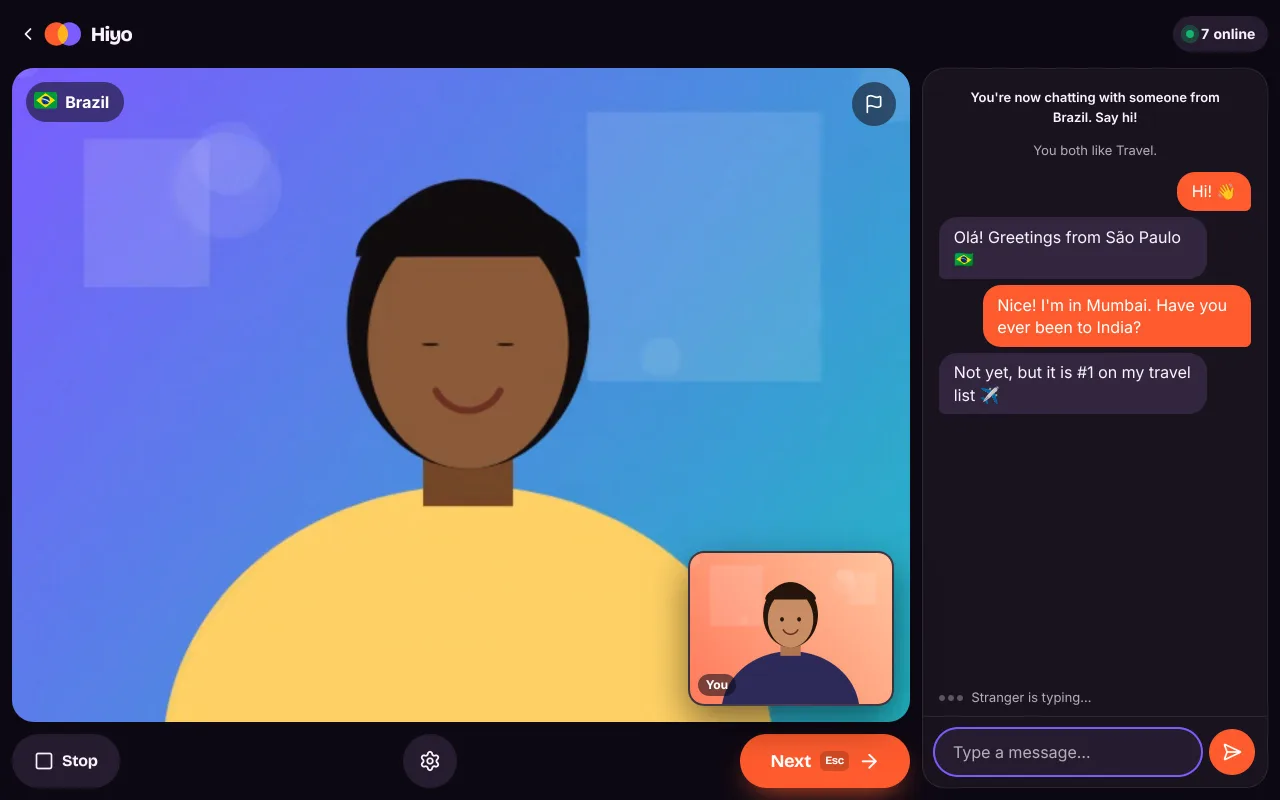 Hiyo
7 online
Brazil
You
Stop
Next Esc
You're now chatting with someone from
Brazil. Say hi!
You both like Travel.
Hi! 👋
Olá! Greetings from São Paulo
🇧🇷
Nice! I'm in Mumbai. Have you
ever been to India?
Not yet, but it is #1 on my travel
list ✈️
Stranger is typing...
Type a message...